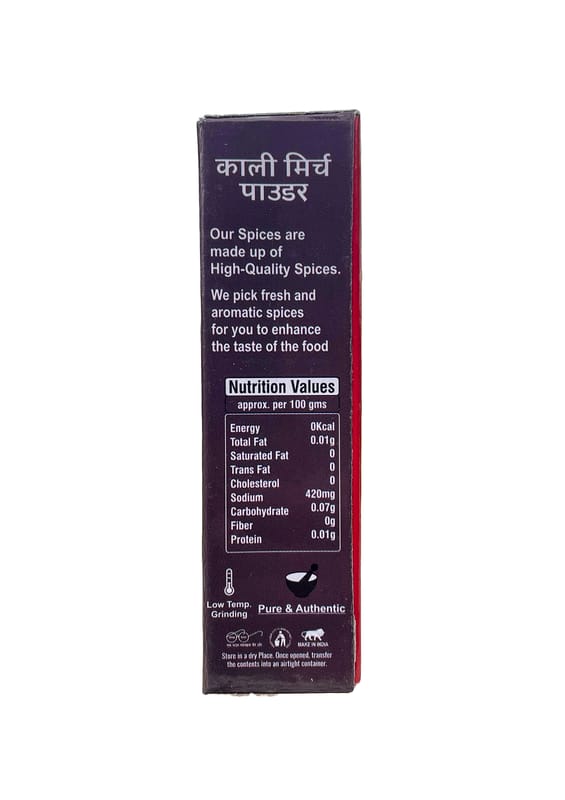 काली मिर्च
पाउडर
Our Spices are
made up of
High-Quality Spices.
We pick fresh and
aromatic spices
for you to enhance
the taste of the food
Nutrition Values
approx. per 100 gms
Energy 0Kcal
Total Fat 0.01g
Saturated Fat 0
Trans Fat 0
Cholesterol 0
Sodium 420mg
Carbohydrate 0.07g
Fiber 0g
Protein 0.01g
Low Temp.
Grinding
Pure & Authentic
MAKE IN INDIA
Store in a dry Place. Once opened, transfer
the contents into an airtight container.